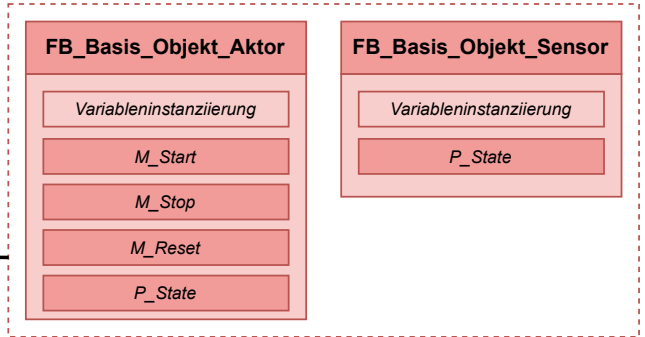 FB_Basis_Objekt_Aktor
Variableninstanziierung
M_Start
M_Stop
M_Reset
P_State
FB_Basis_Objekt_Sensor
Variableninstanziierung
P_State